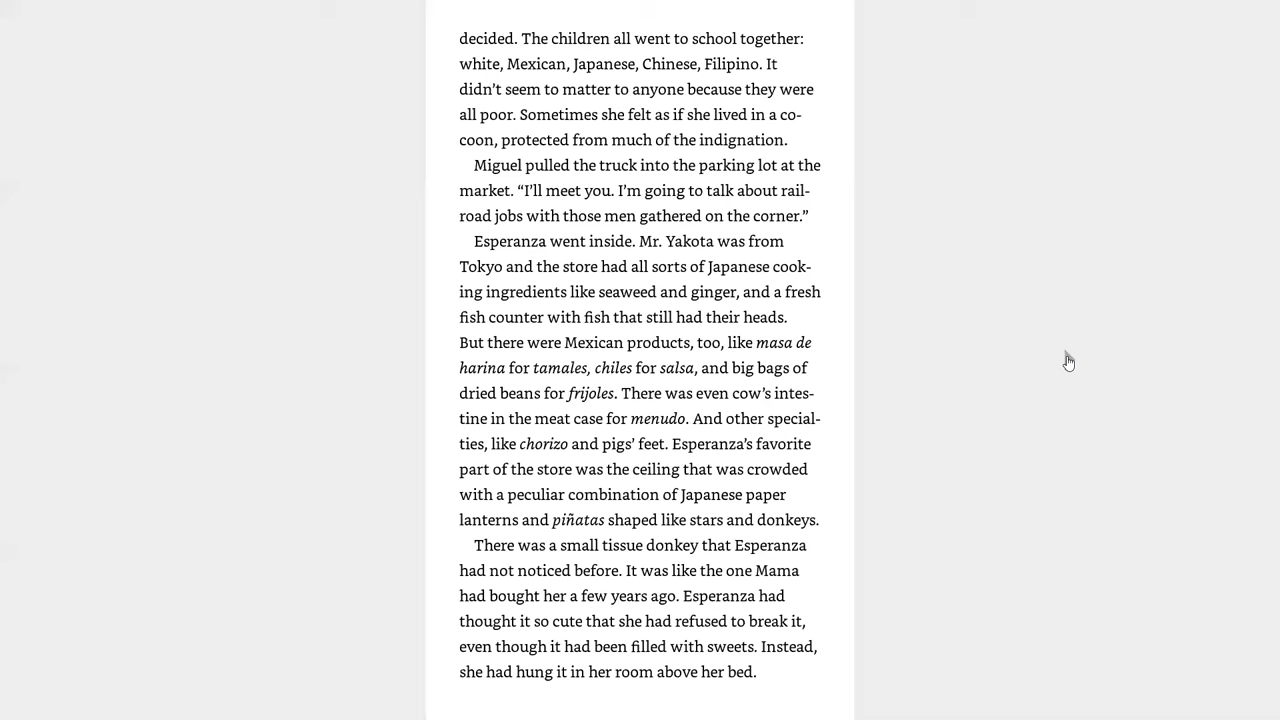 decided. The children all went to school together:
white, Mexican, Japanese, Chinese, Filipino. It
didn’t seem to matter to anyone because they were
all poor. Sometimes she felt as if she lived in a co-
coon, protected from much of the indignation.
Miguel pulled the truck into the parking lot at the
market. “I’ll meet you. I’m going to talk about rail-
road jobs with those men gathered on the corner.”
Esperanza went inside. Mr. Yakota was from
Tokyo and the store had all sorts of Japanese cook-
ing ingredients like seaweed and ginger, and a fresh
fish counter with fish that still had their heads.
But there were Mexican products, too, like masa de
harina for tamales, chiles for salsa, and big bags of
dried beans for frijoles. There was even cow’s intes-
tine in the meat case for menudo. And other special-
ties, like chorizo and pigs’ feet. Esperanza’s favorite
part of the store was the ceiling that was crowded
with a peculiar combination of Japanese paper
lanterns and piñatas shaped like stars and donkeys.
There was a small tissue donkey that Esperanza
had not noticed before. It was like the one Mama
had bought her a few years ago. Esperanza had
thought it so cute that she had refused to break it,
even though it had been filled with sweets. Instead,
she had hung it in her room above her bed.